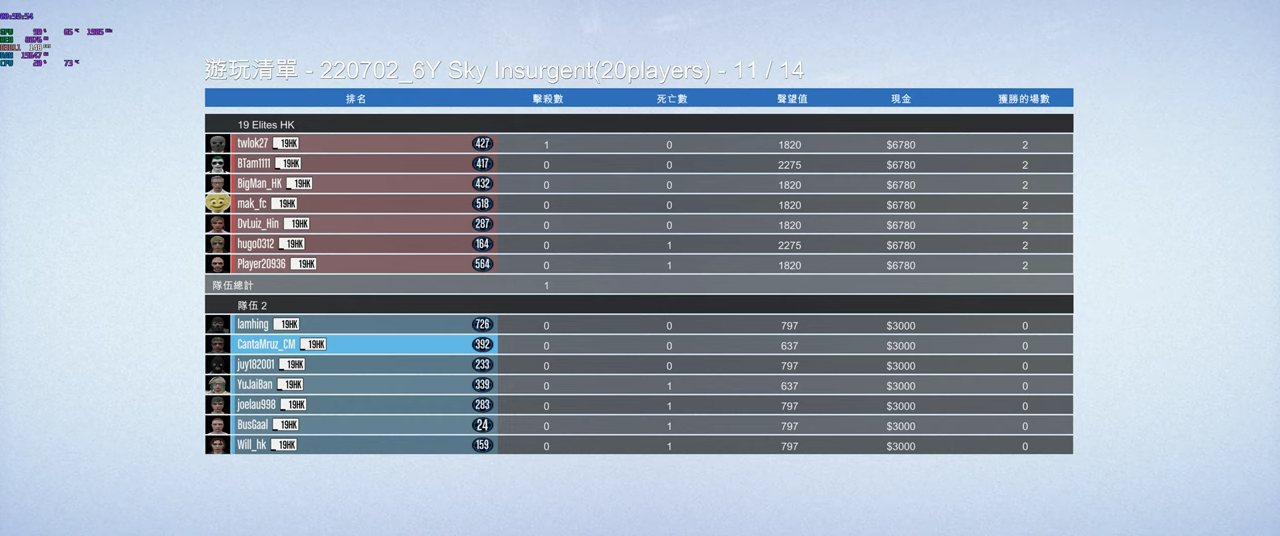 遊玩清單 - 220702_6Y Sky Insurgent(20players) - 11 / 14
排名 擊殺數 死亡數 聲望值 現金 獲勝的場數
19 Elites HK
twlok27 19HK 427 1 0 1820 $6780 2
BTam1111 19HK 417 0 0 2275 $6780 2
BigMan_HK 19HK 432 0 0 1820 $6780 2
mak_fc 19HK 518 0 0 1820 $6780 2
DvLuiz_Hin 19HK 287 0 0 1820 $6780 2
hugo0312 19HK 164 0 1 2275 $6780 2
Player20936 19HK 564 0 1 1820 $6780 2
隊伍總計 1
隊伍 2
lamhing 19HK 726 0 0 797 $3000 0
CantaMruz_CM 19HK 392 0 0 637 $3000 0
juy182001 19HK 233 0 0 797 $3000 0
YuJaiBan 19HK 339 0 1 637 $3000 0
joelau998 19HK 283 0 1 797 $3000 0
BusGaal 19HK 24 0 1 797 $3000 0
Will_hk 19HK 159 0 1 797 $3000 0